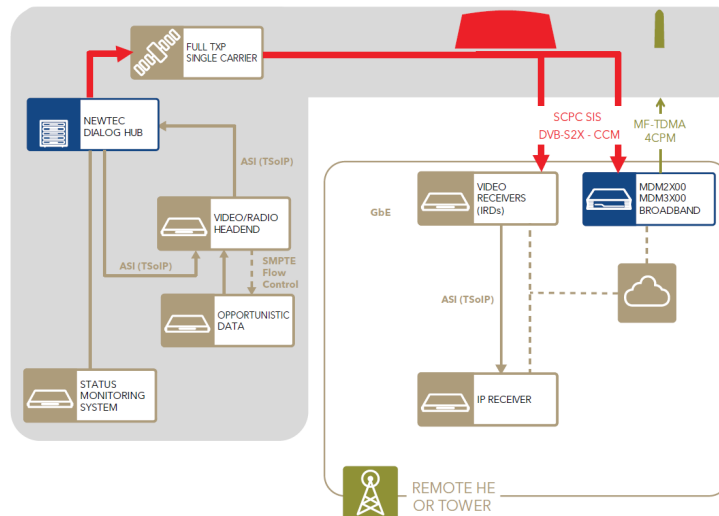 FULL TXP
SINGLE CARRIER
NEWTEC
DIALOG HUB
ASI (TSoIP)
VIDEO/RADIO
HEADEND
ASI (TSoIP)
SMPTE
Flow
Control
OPPORTUNISTIC
DATA
STATUS
MONITORING
SYSTEM
SCPC SIS
DVB-S2X - CCM
MF-TDMA
4CPM
GbE
VIDEO
RECEIVERS
(IRDs)
MDM2X00
MDM3X00
BROADBAND
ASI (TSoIP)
IP RECEIVER
REMOTE HE
OR TOWER